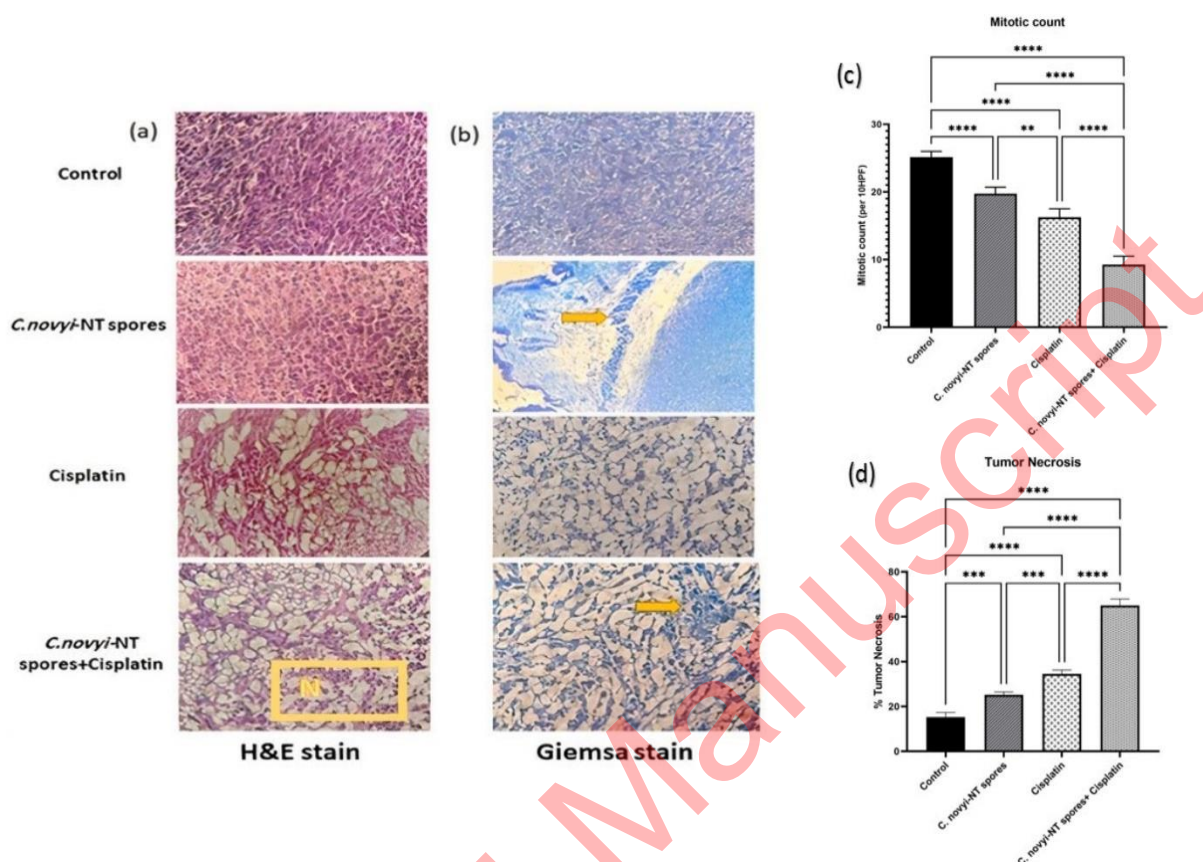 (a)
(b)
Control
C.novyi-NT spores
Cisplatin
C.novyi-NT
spores+Cisplatin
N
H&E stain
Giemsa stain
(c)
Mitotic count
****
****
****
****
**
****
Mitotic count (per 10HPF)
30
20
10
0
Control
C. novyi-NT spores
Cisplatin
C. novyi-NT spores+ Cisplatin
(d)
Tumor Necrosis
****
****
****
***
***
****
% Tumor Necrosis
80
60
40
20
0
Control
C. novyi-NT spores
Cisplatin
C. novyi-NT spores+ Cisplatin
Manuscript